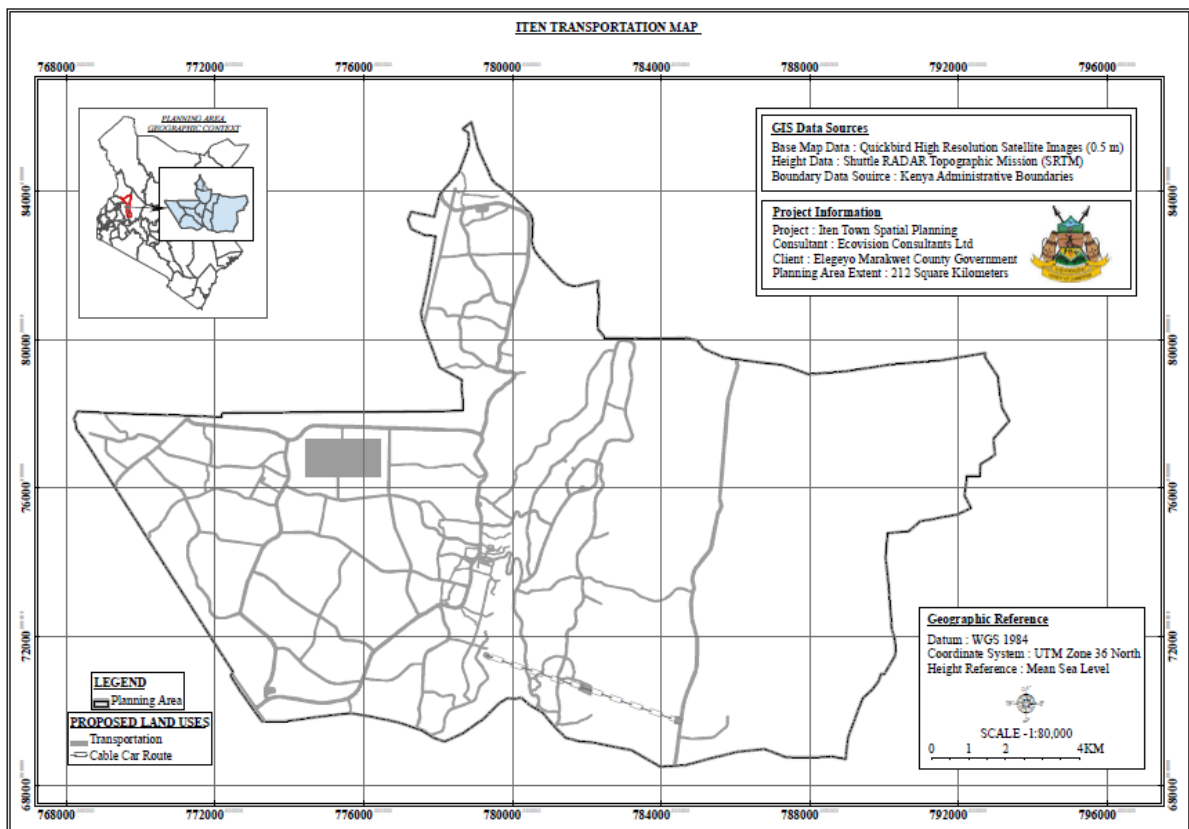 ITEN TRANSPORTATION MAP
768000 772000 776000 780000 784000 788000 792000 796000
PLANNING AREA
GEOGRAPHIC CONTEXT
GIS Data Sources
Base Map Data : Quickbird High Resolution Satellite Images (0.5 m)
Height Data : Shuttle RADAR Topographic Mission (SRTM)
Boundary Data Souirce : Kenya Administrative Boundaries
Project Information
Project : Iten Town Spatial Planning
Consultant : Ecovision Consultants Ltd
Client : Elegeyo Marakwet County Government
Planning Area Extent : 212 Square Kilometers
84000 84000
80000 80000
76000 76000
72000 72000
68000 68000
Geographic Reference
Datum : WGS 1984
Coordinate System : UTM Zone 36 North
Height Reference : Mean Sea Level
SCALE -1:80,000
0 1 2 4KM
LEGEND
Planning Area
PROPOSED LAND USES
Transportation
Cable Car Route
768000 772000 776000 780000 784000 788000 792000 796000